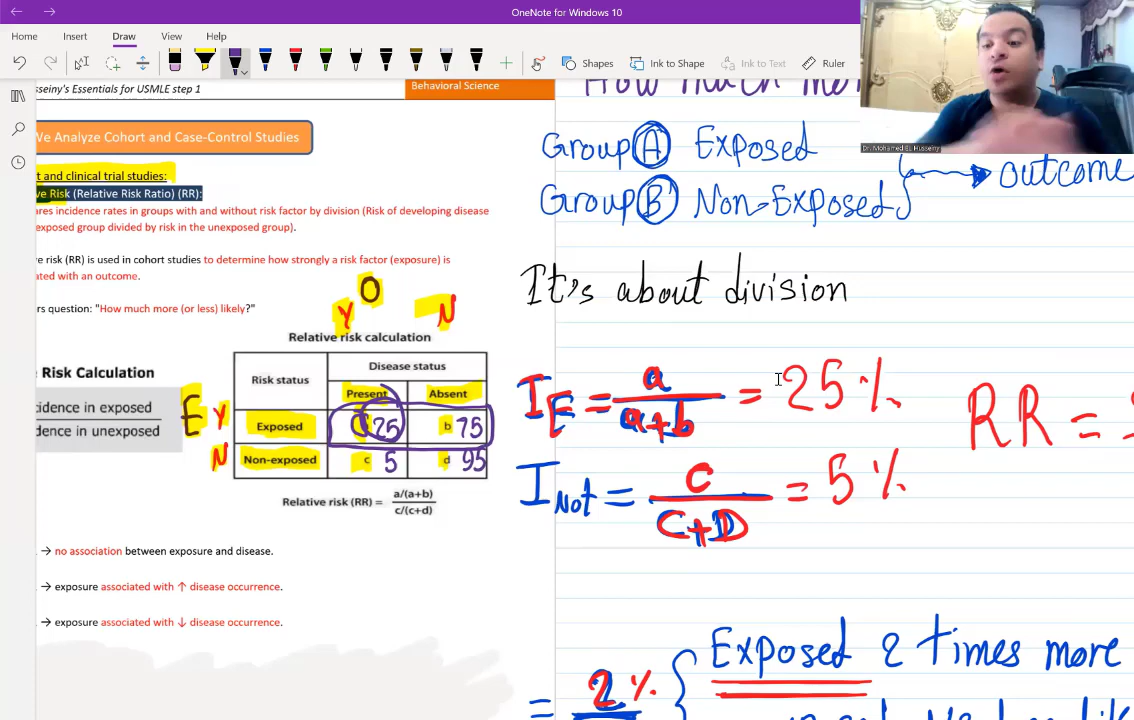 OneNote for Windows 10
Home Insert Draw View Help
Shapes Ink to Shape Ink to Text Ruler
sseiny's Essentials for USMLE step 1
Behavioral Science
We Analyze Cohort and Case-Control Studies
t and clinical trial studies:
ve Risk (Relative Risk Ratio) (RR):
ares incidence rates in groups with and without risk factor by division (Risk of developing disease
exposed group divided by risk in the unexposed group).
ve risk (RR) is used in cohort studies to determine how strongly a risk factor (exposure) is
ated with an outcome.
rs question: "How much more (or less) likely?"
O
Y N
Relative risk calculation
Risk status Disease status
Present Absent
E Y Exposed 25 b 75
N Non-exposed c 5 d 95
Relative risk (RR) = a/(a+b)
c/(c+d)
Risk Calculation
cidence in exposed
dence in unexposed
→ no association between exposure and disease.
→ exposure associated with ↑ disease occurrence.
→ exposure associated with ↓ disease occurrence.
How much
Group A Exposed
Group B Non-Exposed
outcome
It's about division
I E = a
a+b = 25 %
RR =
I Not = C
C+D = 5 %
Exposed 2 times more
= 2 %
Dr. Mohamed EL Husseiny